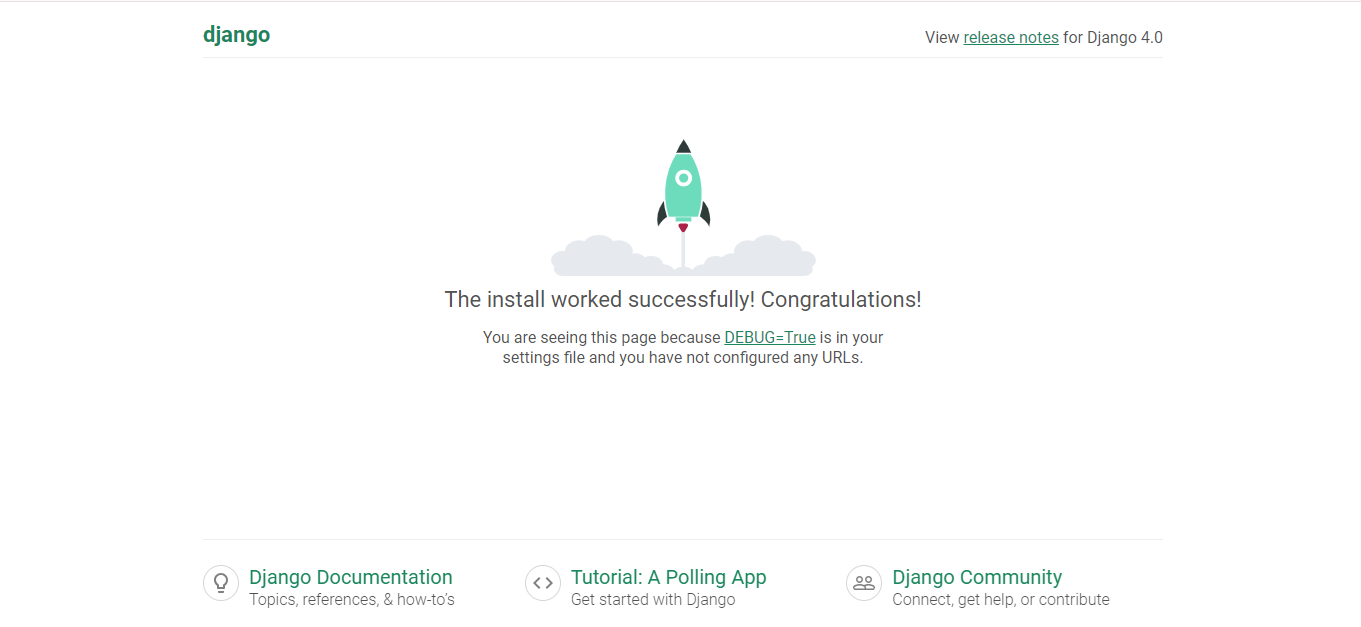 django
View release notes for Django 4.0
The install worked successfully! Congratulations!
You are seeing this page because DEBUG=True is in your
settings file and you have not configured any URLs.
Django Documentation
Topics, references, & how-to’s
Tutorial: A Polling App
Get started with Django
Django Community
Connect, get help, or contribute